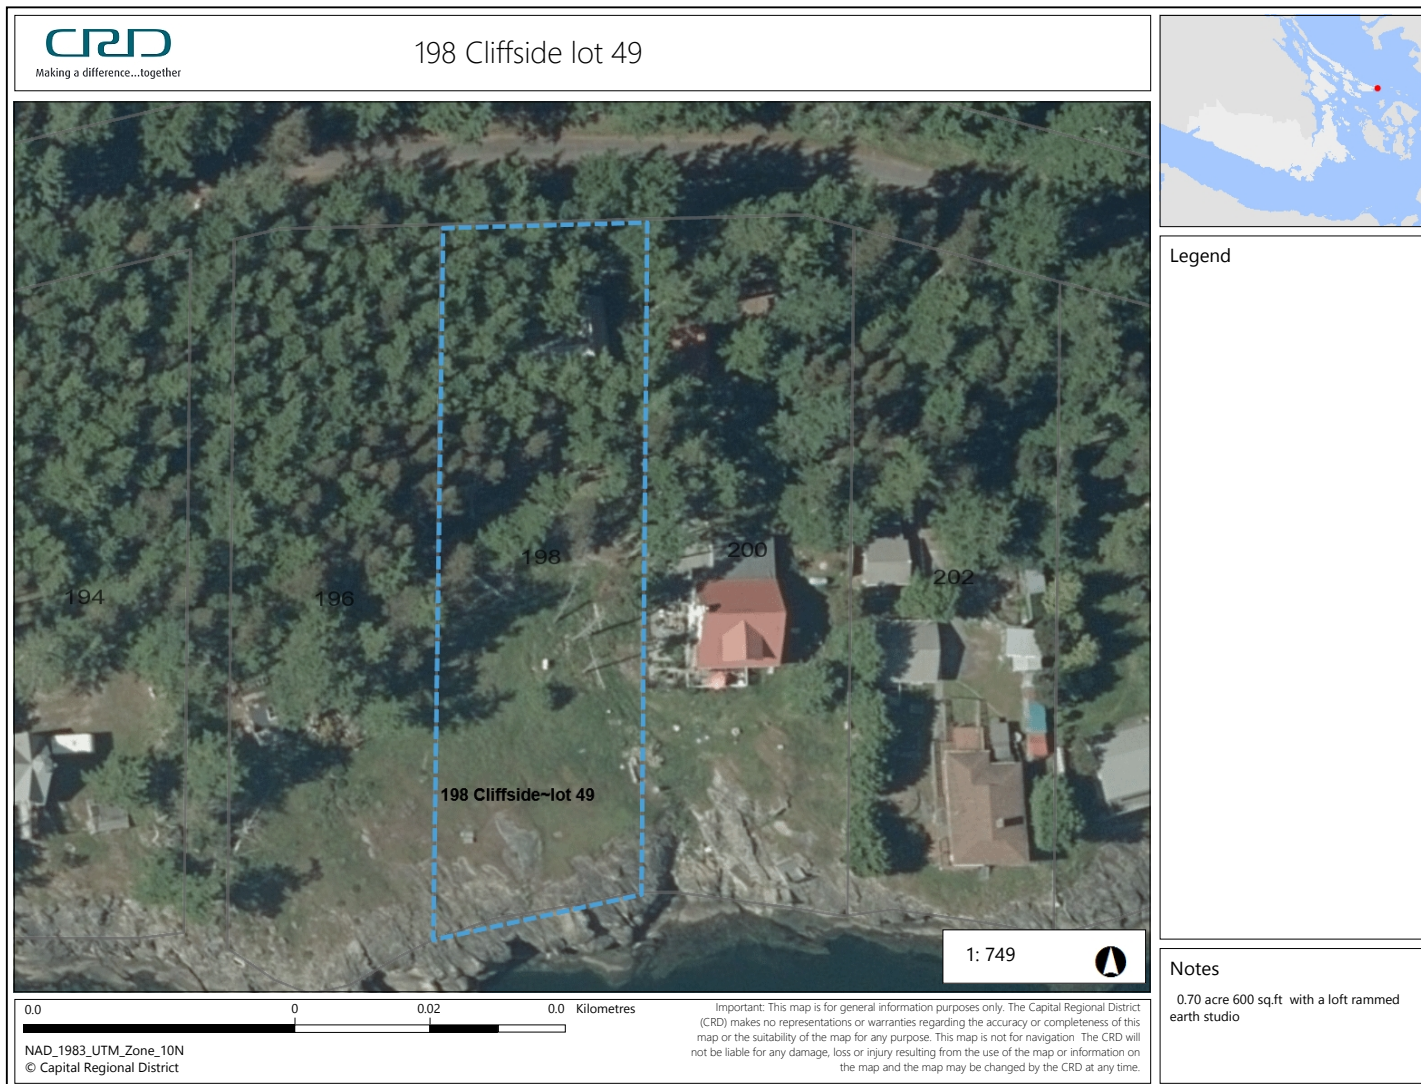 CRD
Making a difference...together
198 Cliffside lot 49
194
196
198
200
202
198 Cliffside~lot 49
1: 749
Legend
Notes
0.70 acre 600 sq.ft with a loft rammed
earth studio
0.0 0 0.02 0.0 Kilometres
NAD_1983_UTM_Zone_10N
© Capital Regional District
Important: This map is for general information purposes only. The Capital Regional District
(CRD) makes no representations or warranties regarding the accuracy or completeness of this
map or the suitability of the map for any purpose. This map is not for navigation The CRD will
not be liable for any damage, loss or injury resulting from the use of the map or information on
the map and the map may be changed by the CRD at any time.